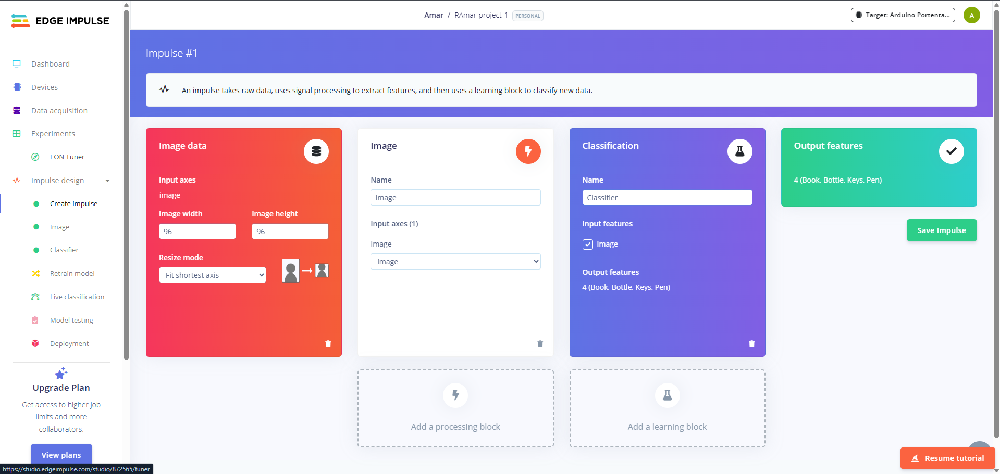 EDGE IMPULSE
Amar / RAmar-project-1 PERSONAL
Target: Arduino Portenta...
A
Dashboard
Devices
Data acquisition
Experiments
EON Tuner
Impulse design
Create impulse
Image
Classifier
Retrain model
Live classification
Model testing
Deployment
Upgrade Plan
Get access to higher job
limits and more
collaborators.
View plans
https://studio.edgeimpulse.com/studio/872565/tuner
Impulse #1
An impulse takes raw data, uses signal processing to extract features, and then uses a learning block to classify new data.
Image data
Input axes
image
Image width
Image height
96
96
Resize mode
Fit shortest axis
Image
Name
Image
Input axes (1)
Image
image
Classification
Name
Classifier
Input features
Image
Output features
4 (Book, Bottle, Keys, Pen)
Output features
4 (Book, Bottle, Keys, Pen)
Save Impulse
Add a processing block
Add a learning block
Resume tutorial